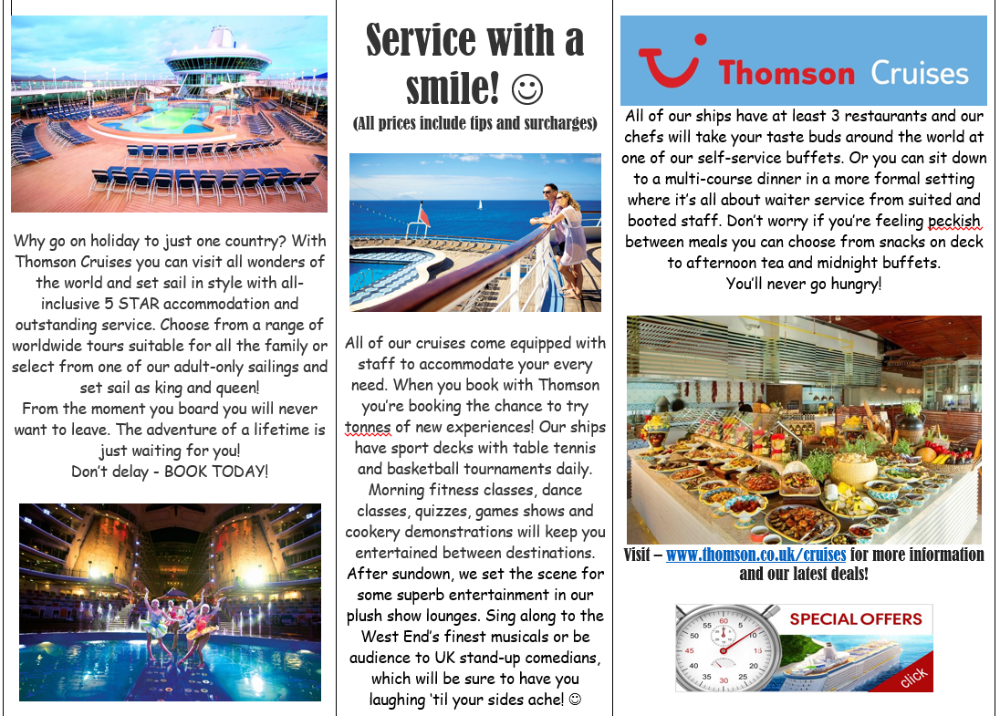 Why go on holiday to just one country? With
Thomson Cruises you can visit all wonders of
the world and set sail in style with all-
inclusive 5 STAR accommodation and
outstanding service. Choose from a range of
worldwide tours suitable for all the family or
select from one of our adult-only sailings and
set sail as king and queen!
From the moment you board you will never
want to leave. The adventure of a lifetime is
just waiting for you!
Don't delay - BOOK TODAY!
Service with a
smile! ☺
(All prices include tips and surcharges)
All of our cruises come equipped with
staff to accommodate your every
need. When you book with Thomson
you're booking the chance to try
tonnes of new experiences! Our ships
have sport decks with table tennis
and basketball tournaments daily.
Morning fitness classes, dance
classes, quizzes, games shows and
cookery demonstrations will keep you
entertained between destinations.
After sundown, we set the scene for
some superb entertainment in our
plush show lounges. Sing along to the
West End's finest musicals or be
audience to UK stand-up comedians,
which will be sure to have you
laughing 'til your sides ache! ☺
Thomson Cruises
All of our ships have at least 3 restaurants and our
chefs will take your taste buds around the world at
one of our self-service buffets. Or you can sit down
to a multi-course dinner in a more formal setting
where it's all about waiter service from suited and
booted staff. Don't worry if you're feeling peckish
between meals you can choose from snacks on deck
to afternoon tea and midnight buffets.
You'll never go hungry!
Visit – www.thomson.co.uk/cruises for more information
and our latest deals!
60
55
5
50
10
45
15
40
20
35
25
30
SPECIAL OFFERS
click